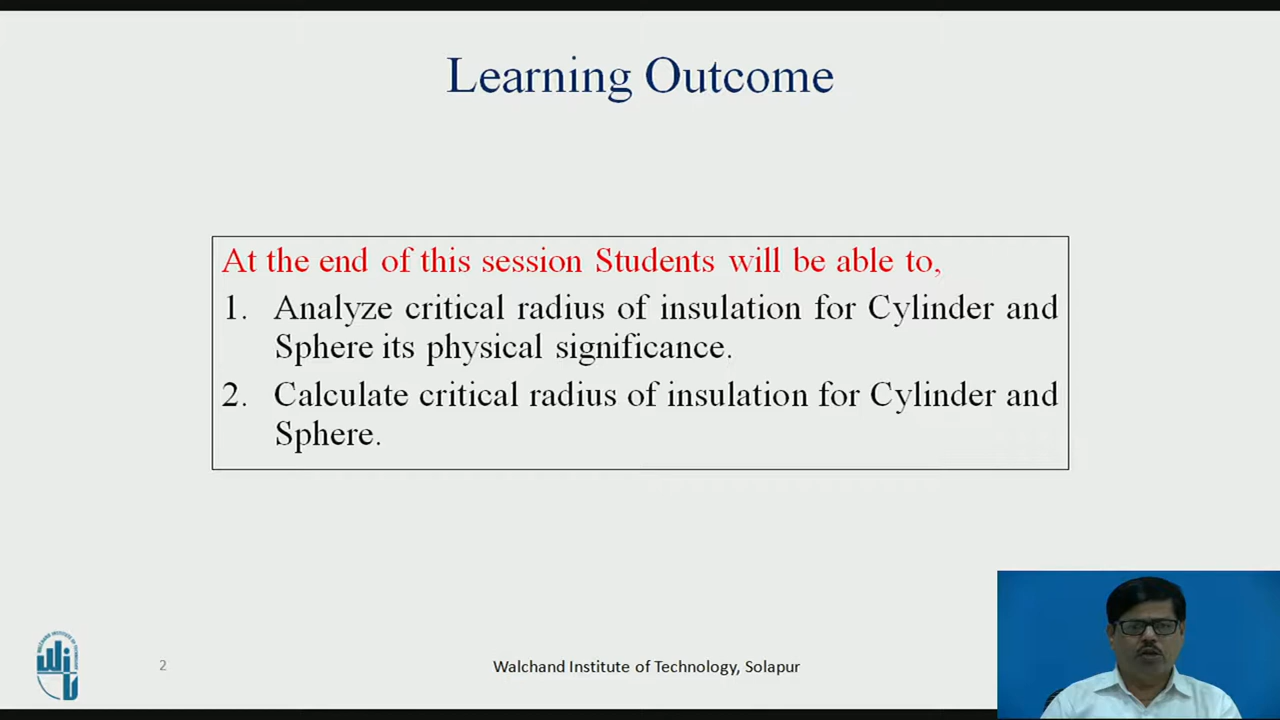 Learning Outcome
At the end of this session Students will be able to,
1. Analyze critical radius of insulation for Cylinder and
Sphere its physical significance.
2. Calculate critical radius of insulation for Cylinder and
Sphere.
2
Walchand Institute of Technology, Solapur